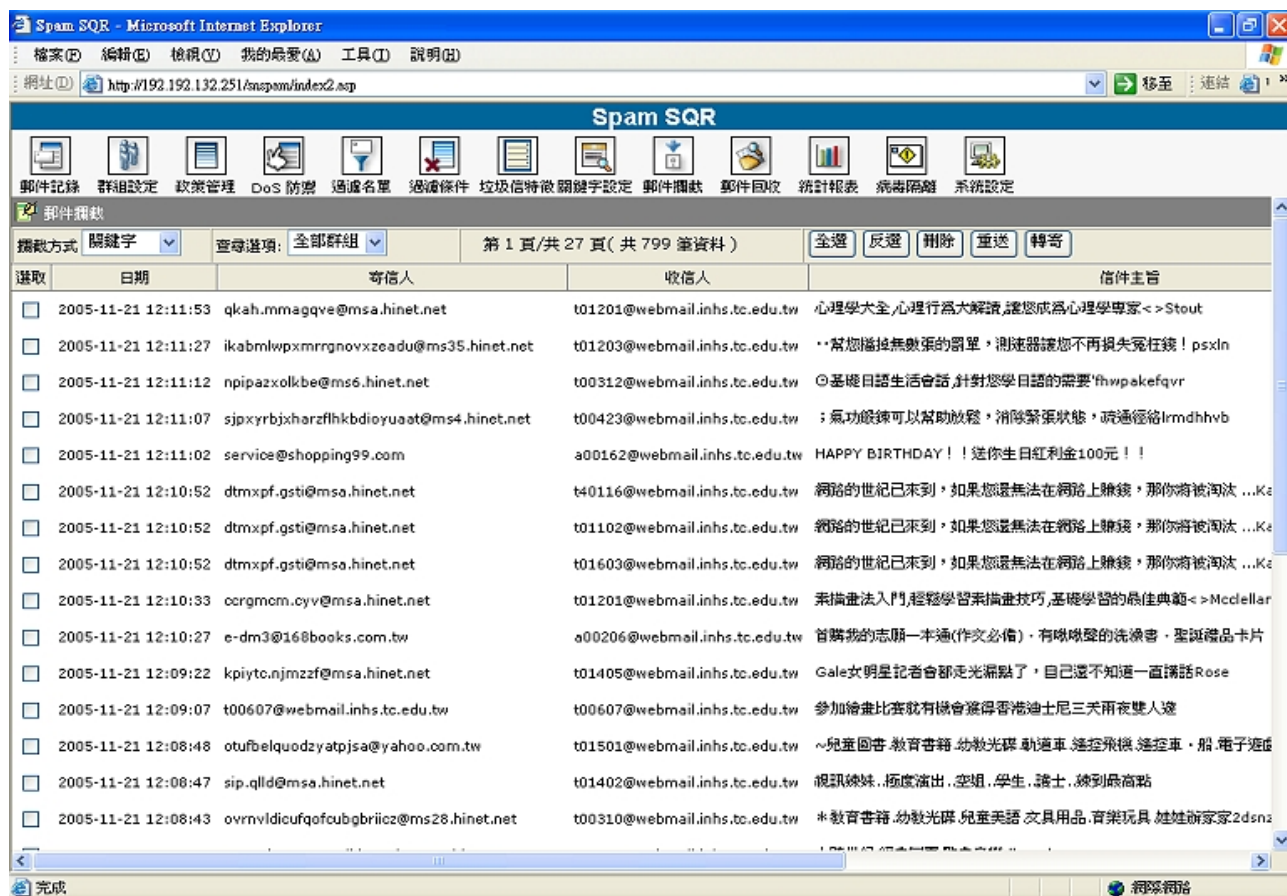 Spam SQR - Microsoft Internet Explorer
檔案(F) 編輯(E) 檢視(V) 我的最愛(A) 工具(T) 說明(H)
網址(D) http://192.192.132.251/snspam/index2.asp 移至 連結
Spam SQR
郵件記錄 群組設定 政策管理 DoS 防禦 過濾名單 過濾條件 垃圾信特徵 關鍵字設定 郵件攔截 郵件回收 統計報表 病毒隔離 系統設定
郵件攔截
攔截方式 關鍵字 查尋選項: 全部群組 第 1 頁/共 27 頁( 共 799 筆資料 ) 全選 反選 刪除 重送 轉寄
選取 日期 寄信人 收信人 信件主旨
2005-11-21 12:11:53 qkah.mmagqve@msa.hinet.net t01201@webmail.inhs.tc.edu.tw 心理學大全,心理行為大解讀,讓您成為心理學專家< >Stout
2005-11-21 12:11:27 ikabmlwpxmrrgnovxzeadu@ms35.hinet.net t01203@webmail.inhs.tc.edu.tw ··幫您擋掉無數張的罰單，測速器讓您不再損失冤枉錢！psxln
2005-11-21 12:11:12 npipazxolkbe@ms6.hinet.net t00312@webmail.inhs.tc.edu.tw ⊙基礎日語生活會話,針對您學日語的需要'fhwpakefqvr
2005-11-21 12:11:07 sjpxyrbjxharzflhkbdioyuaat@ms4.hinet.net t00423@webmail.inhs.tc.edu.tw ；氣功鍛鍊可以幫助放鬆，消除緊張狀態，疏通經絡lrmdhhvb
2005-11-21 12:11:02 service@shopping99.com a00162@webmail.inhs.tc.edu.tw HAPPY BIRTHDAY！！送你生日紅利金100元！！
2005-11-21 12:10:52 dtmxpf.gsti@msa.hinet.net t40116@webmail.inhs.tc.edu.tw 網路的世紀已來到，如果您還無法在網路上賺錢，那你將被淘汰 ...Ka
2005-11-21 12:10:52 dtmxpf.gsti@msa.hinet.net t01102@webmail.inhs.tc.edu.tw 網路的世紀已來到，如果您還無法在網路上賺錢，那你將被淘汰 ...Ka
2005-11-21 12:10:52 dtmxpf.gsti@msa.hinet.net t01603@webmail.inhs.tc.edu.tw 網路的世紀已來到，如果您還無法在網路上賺錢，那你將被淘汰 ...Ka
2005-11-21 12:10:33 ccrgmcm.cyv@msa.hinet.net t01201@webmail.inhs.tc.edu.tw 素描畫法入門,輕鬆學習素描畫技巧,基礎學習的最佳典範< >Mcclellar
2005-11-21 12:10:27 e-dm3@168books.com.tw a00206@webmail.inhs.tc.edu.tw 首購我的志願一本通(作文必備)．有啾啾聲的洗澡書．聖誕禮品卡片
2005-11-21 12:09:22 kpiytc.njmzzf@msa.hinet.net t01405@webmail.inhs.tc.edu.tw Gale女明星記者會都走光漏點了，自己還不知道一直講話Rose
2005-11-21 12:09:07 t00607@webmail.inhs.tc.edu.tw t00607@webmail.inhs.tc.edu.tw 參加繪畫比賽就有機會獲得香港迪士尼三天兩夜雙人遊
2005-11-21 12:08:48 otufbelquodzyatpjsa@yahoo.com.tw t01501@webmail.inhs.tc.edu.tw ~兒童圖書.教育書籍.幼教光碟.軌道車.遙控飛機.遙控車．船.電子遊戲
2005-11-21 12:08:47 sip.qlld@msa.hinet.net t01402@webmail.inhs.tc.edu.tw 視訊辣妹..極度演出..空姐..學生..護士..辣到最高點
2005-11-21 12:08:43 ovrnvldicufqofcubgbriicz@ms28.hinet.net t00310@webmail.inhs.tc.edu.tw ＊教育書籍.幼教光碟.兒童美語.文具用品.音樂玩具.娃娃辦家家2dsnz
完成 網際網路